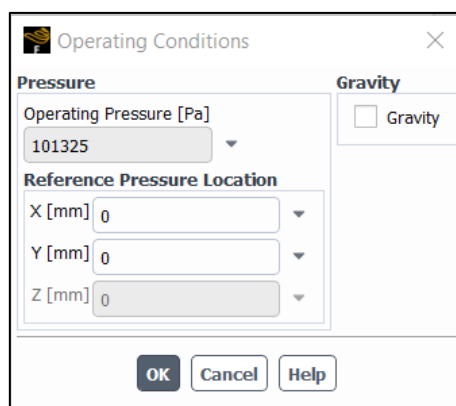 Operating Conditions
Pressure
Gravity
Operating Pressure [Pa]
Gravity
101325
Reference Pressure Location
X [mm] 0
Y [mm] 0
Z [mm] 0
OK Cancel Help